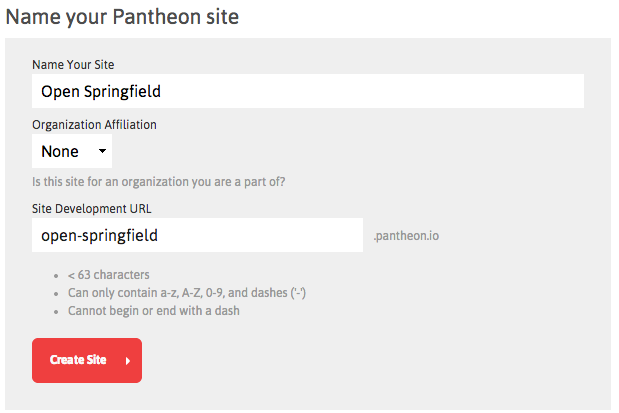 Name your Pantheon site
Name Your Site
Open Springfield
Organization Affiliation
None
Is this site for an organization you are a part of?
Site Development URL
open-springfield .pantheon.io
• < 63 characters
• Can only contain a-z, A-Z, 0-9, and dashes ('-')
• Cannot begin or end with a dash
Create Site